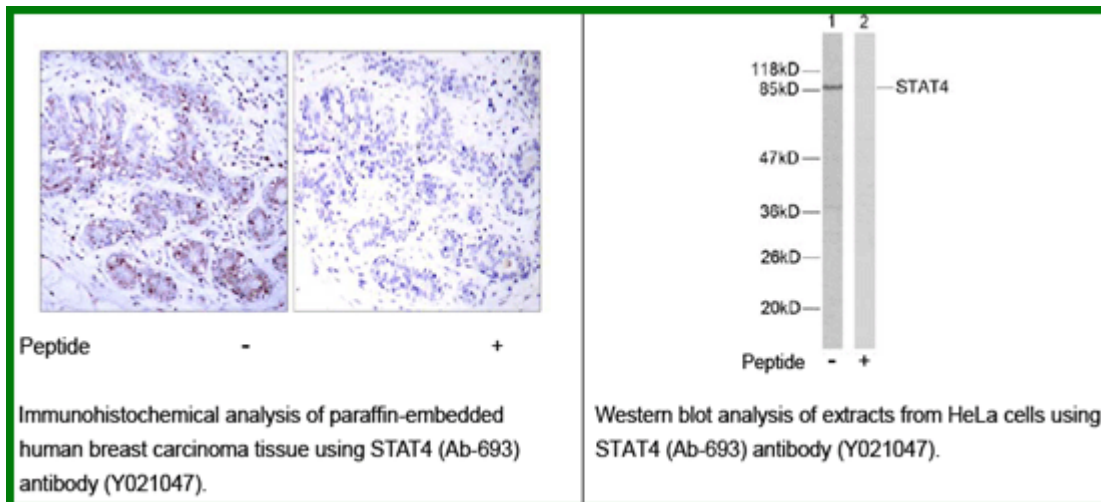 Peptide - +
Immunohistochemical analysis of paraffin-embedded
human breast carcinoma tissue using STAT4 (Ab-693)
antibody (Y021047).
1 2
118kD
85kD
STAT4
47kD
36kD
26kD
20kD
Peptide - +
Western blot analysis of extracts from HeLa cells using
STAT4 (Ab-693) antibody (Y021047).